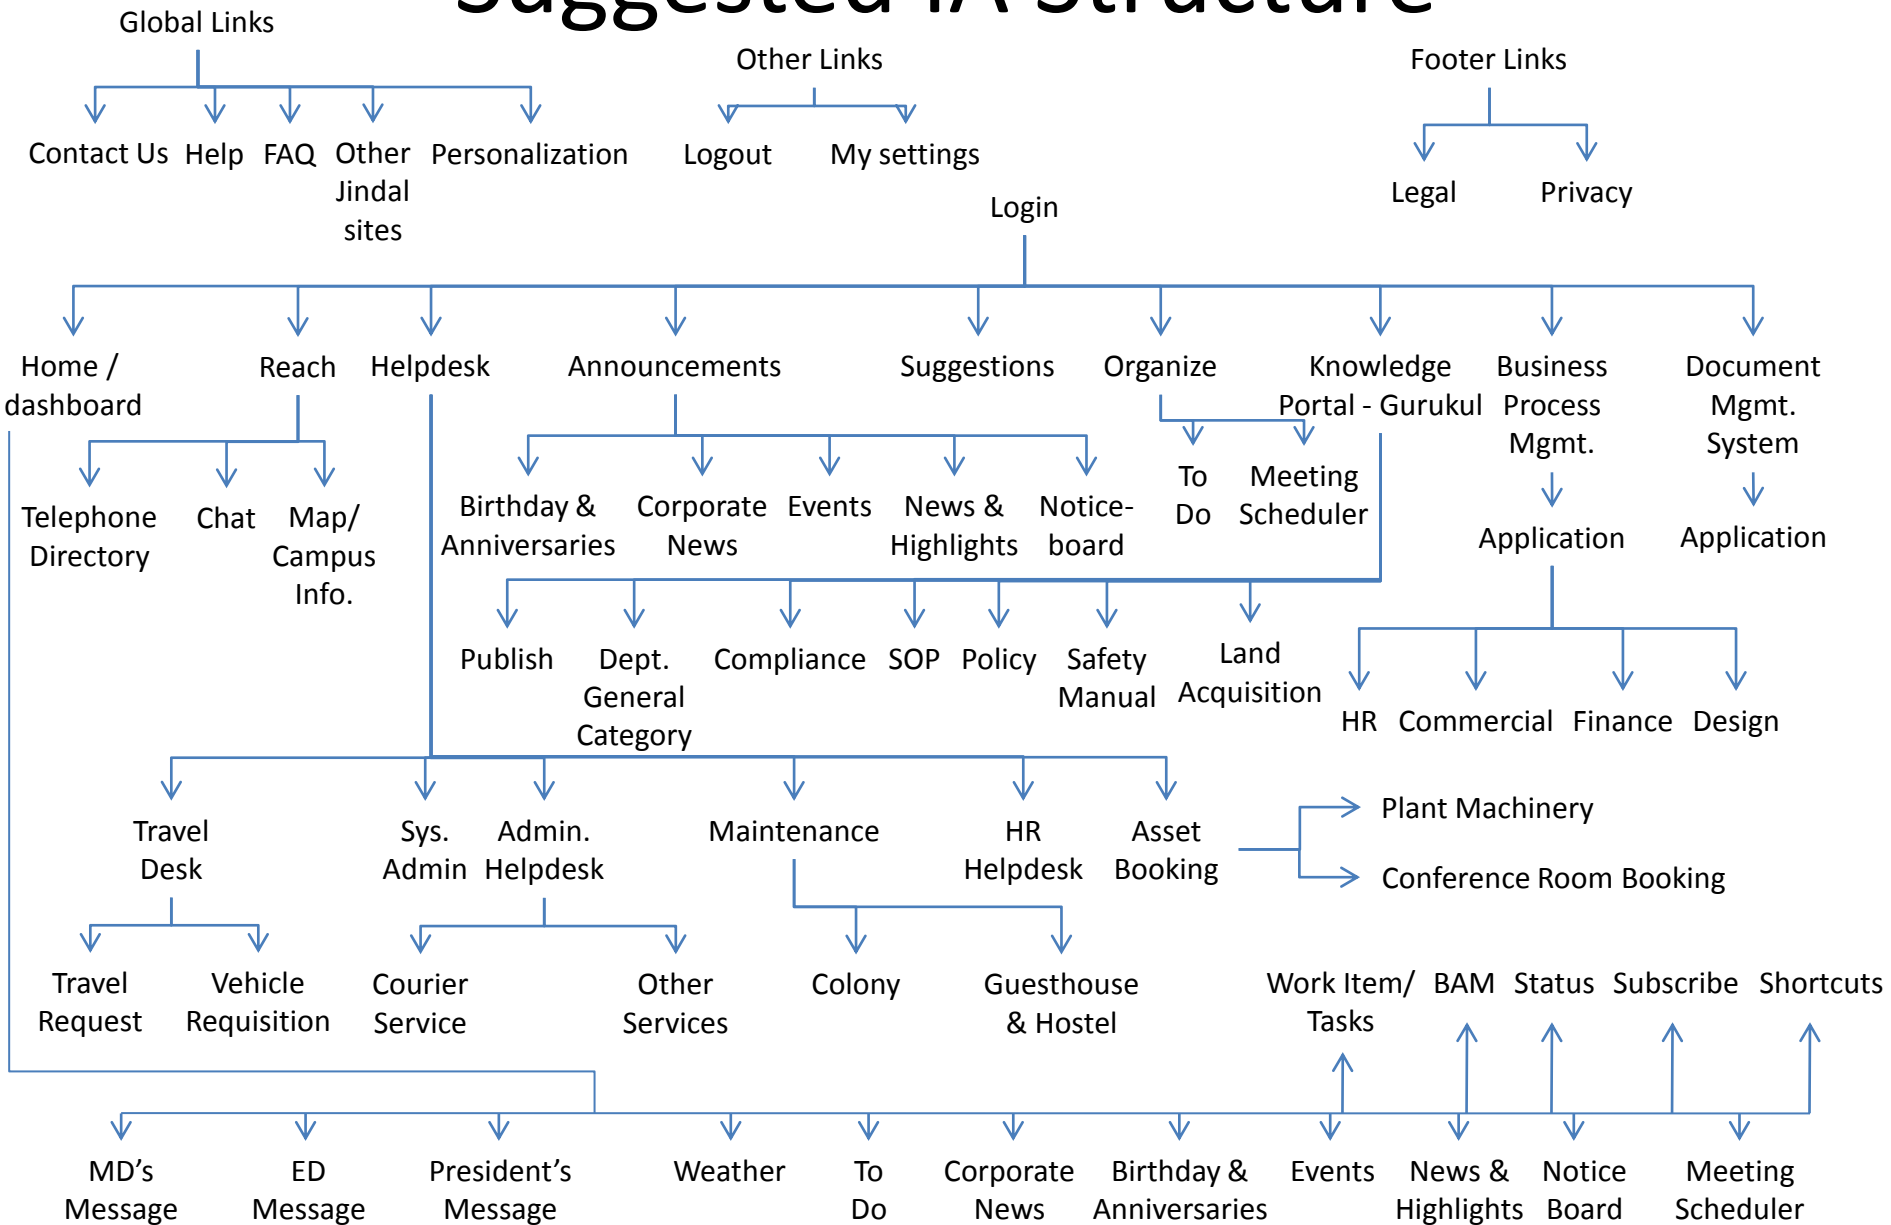 Suggested IA Structure
Global Links
Other Links
Footer Links
Contact Us
Help
FAQ
Other
Jindal
sites
Personalization
Logout
My settings
Legal
Privacy
Login
Home /
dashboard
Reach
Helpdesk
Announcements
Suggestions
Organize
Knowledge
Portal - Gurukul
Business
Process
Mgmt.
Document
Mgmt.
System
Telephone
Directory
Chat
Map/
Campus
Info.
Birthday &
Anniversaries
Corporate
News
Events
News &
Highlights
Notice-
board
To
Do
Meeting
Scheduler
Application
Application
Publish
Dept.
General
Category
Compliance
SOP
Policy
Safety
Manual
Land
Acquisition
HR
Commercial
Finance
Design
Travel
Desk
Sys.
Admin
Admin.
Helpdesk
Maintenance
HR
Helpdesk
Asset
Booking
Plant Machinery
Conference Room Booking
Travel
Request
Vehicle
Requisition
Courier
Service
Other
Services
Colony
Guesthouse
& Hostel
Work Item/
Tasks
BAM
Status
Subscribe
Shortcuts
MD’s
Message
ED
Message
President’s
Message
Weather
To
Do
Corporate
News
Birthday &
Anniversaries
Events
News &
Highlights
Notice
Board
Meeting
Scheduler